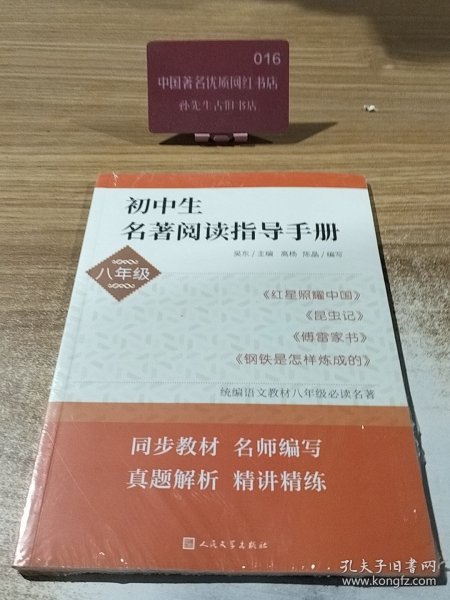 016
中国著名优质网红书店
孙先生古旧书店
初中生
名著阅读指导手册
吴东/主编 高杨 陈晶/编写
八年级
《红星照耀中国》
《昆虫记》
《傅雷家书》
《钢铁是怎样炼成的》
统编语文教材八年级必读名著
同步教材 名师编写
真题解析 精讲精练
人民文学出版社
孔夫子旧书网
www.kongfz.com